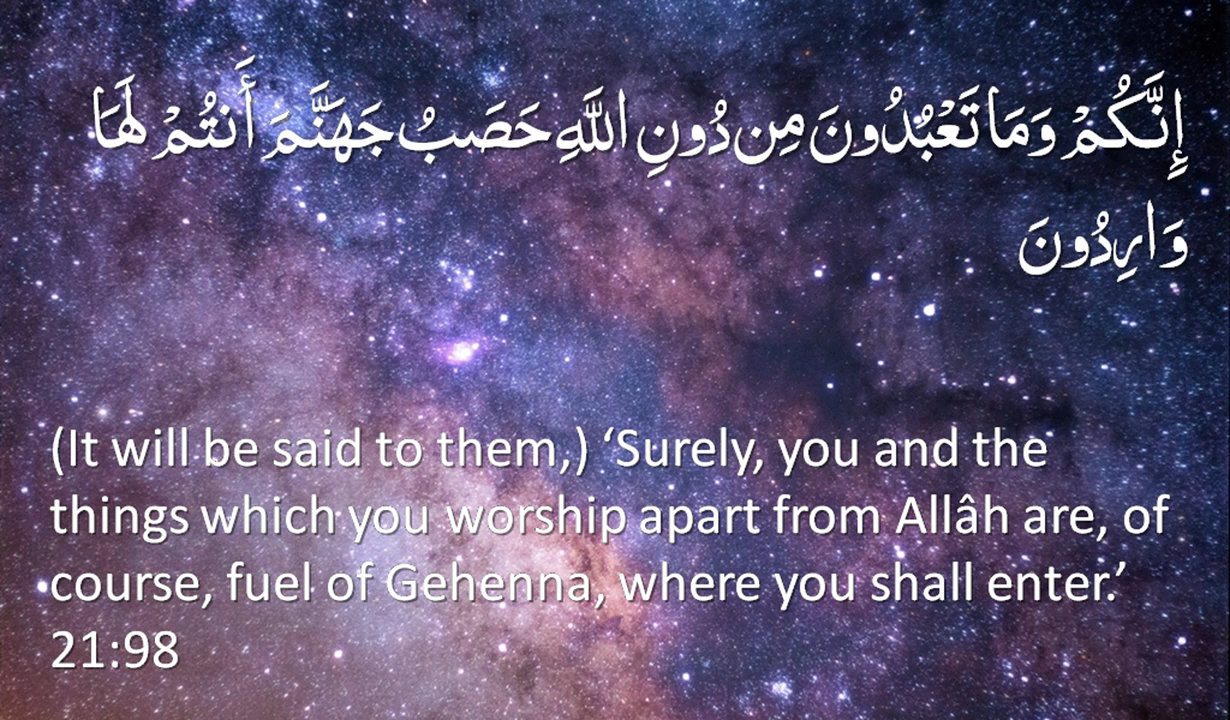 إِنَّكُمْ وَمَا تَعْبُدُونَ مِن دُونِ اللَّهِ حَصَبُ جَهَنَّمَ أَنتُمْ لَهَا
وَارِدُونَ
(It will be said to them,) ‘Surely, you and the
things which you worship apart from Allâh are, of
course, fuel of Gehenna, where you shall enter.’
21:98